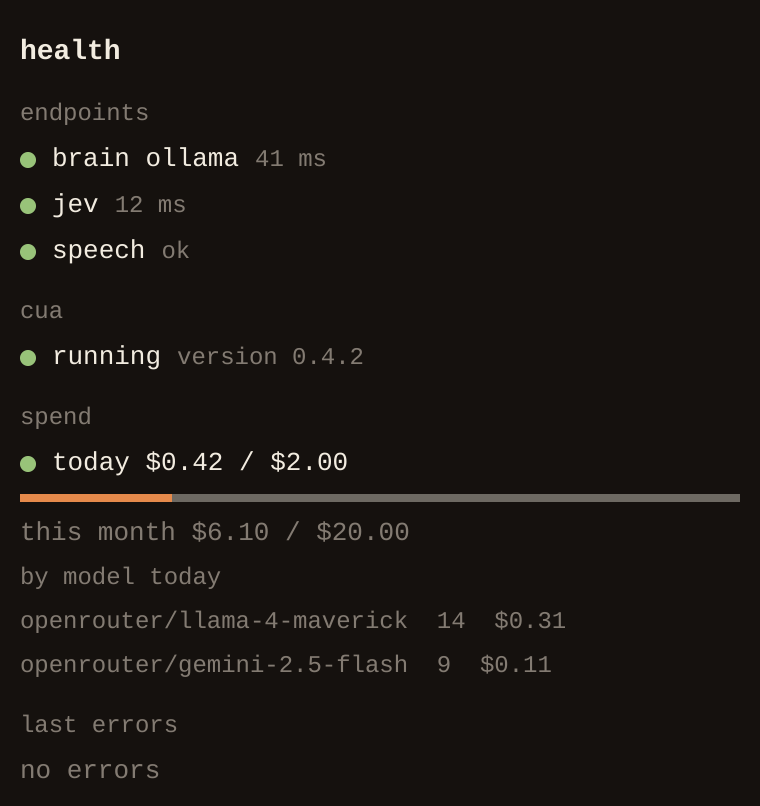 health
endpoints
brain ollama 41 ms
jev 12 ms
speech ok
cua
running version 0.4.2
spend
today $0.42 / $2.00
this month $6.10 / $20.00
by model today
openrouter/llama-4-maverick 14 $0.31
openrouter/gemini-2.5-flash 9 $0.11
last errors
no errors